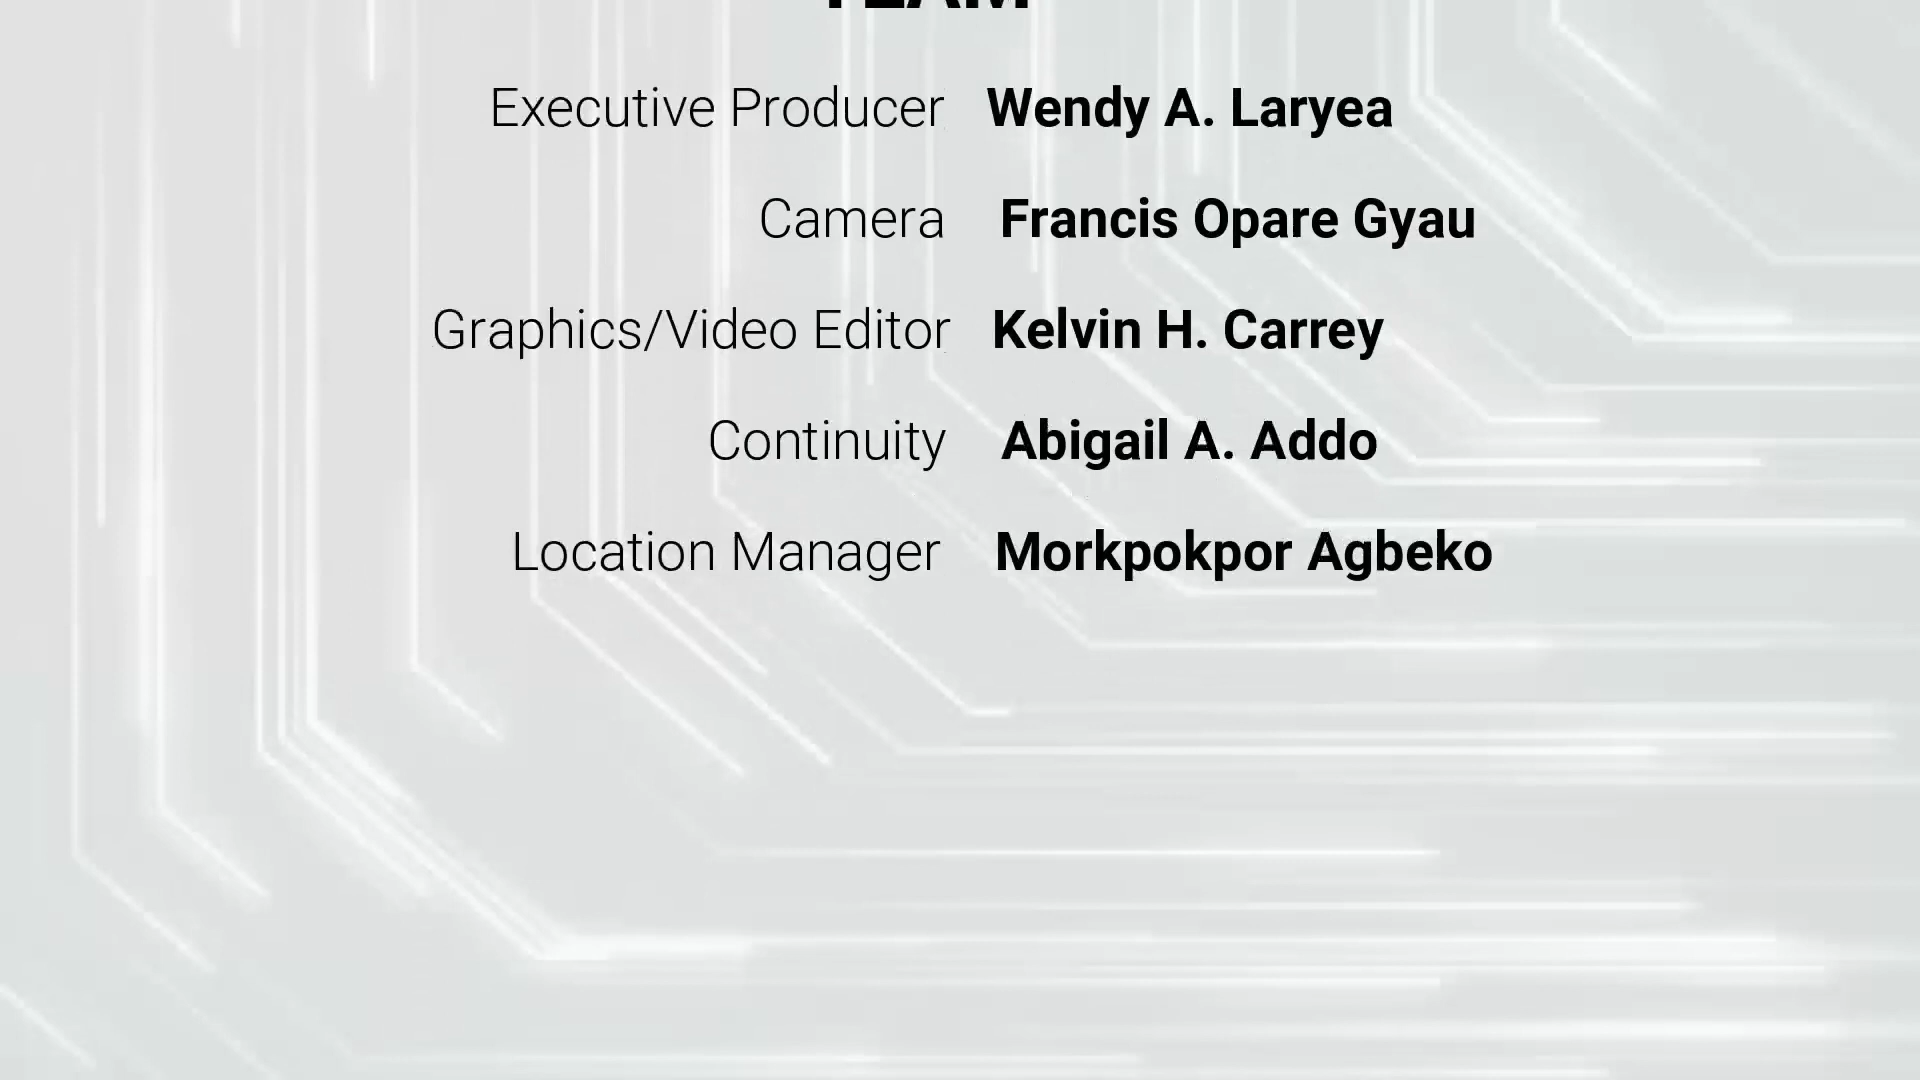 TEAM
Executive Producer Wendy A. Laryea
Camera Francis Opare Gyau
Graphics/Video Editor Kelvin H. Carrey
Continuity Abigail A. Addo
Location Manager Morkpokpor Agbeko